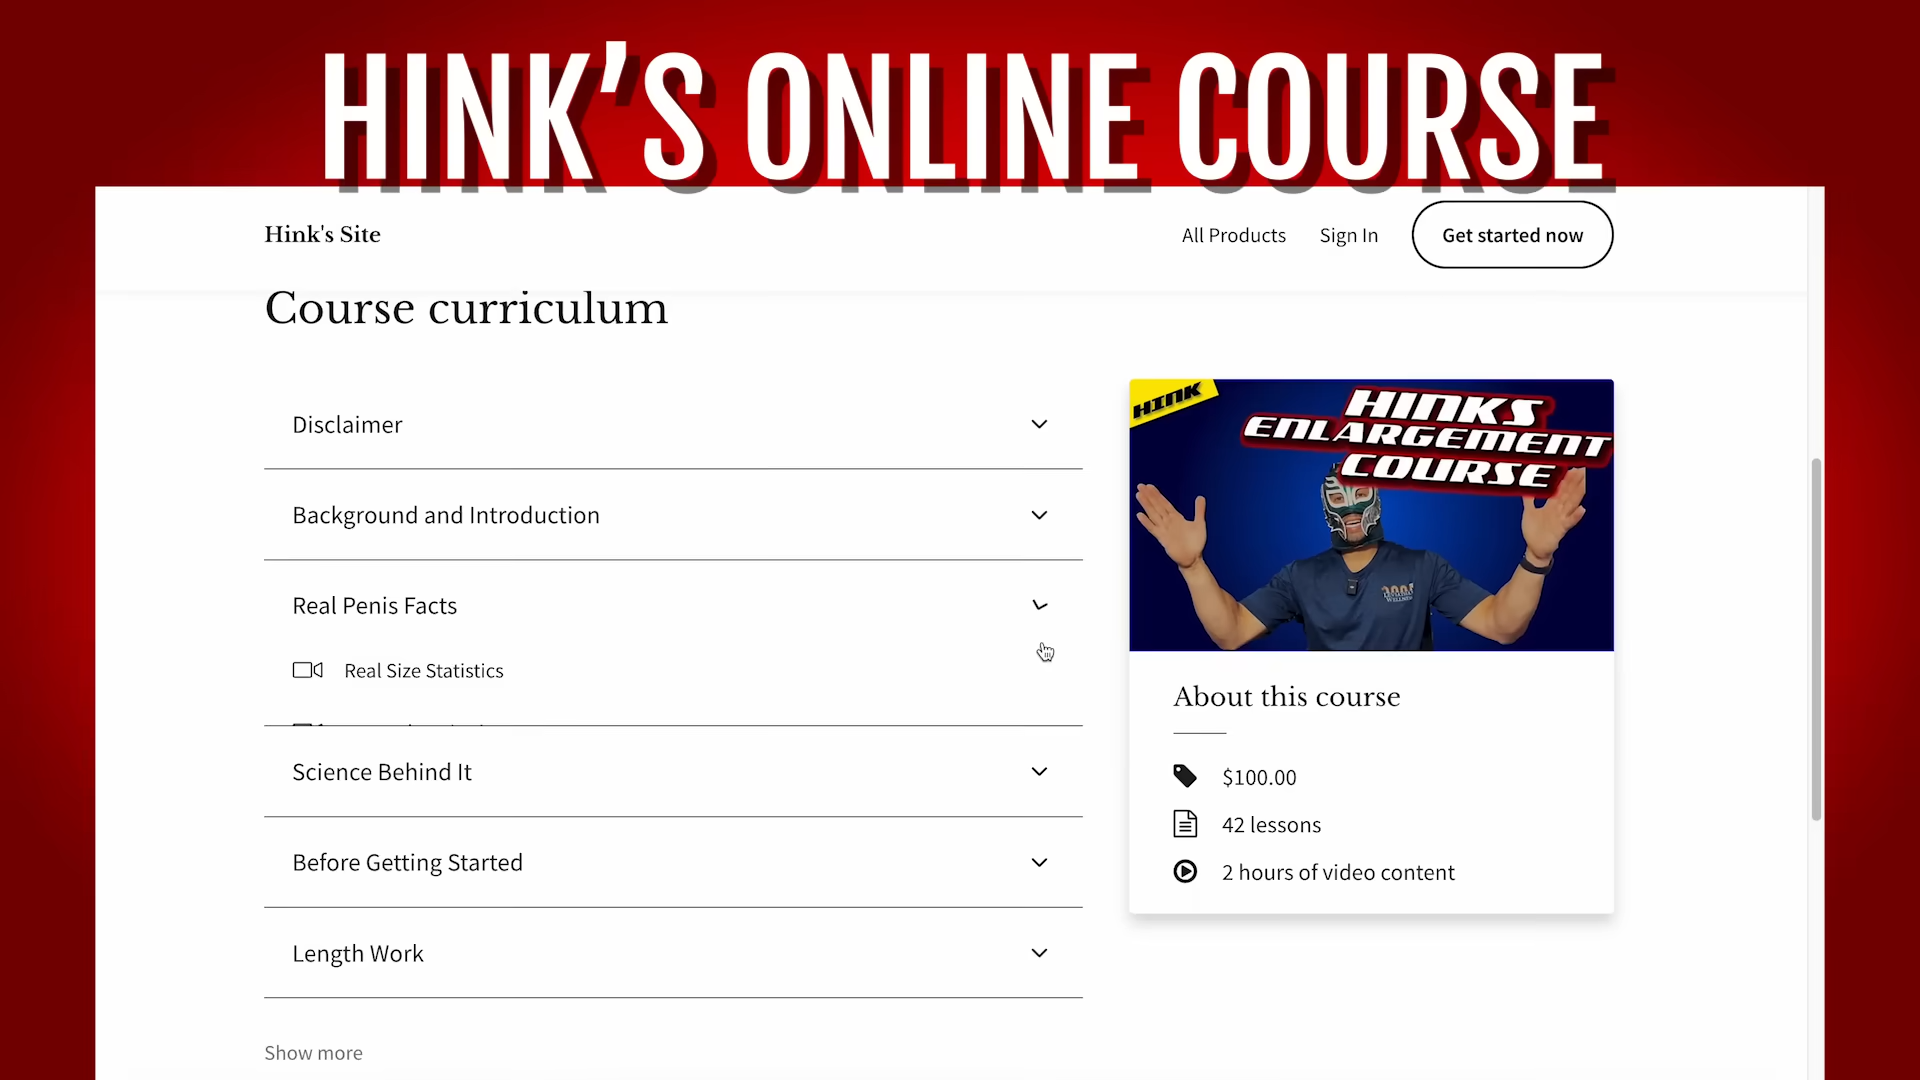 HINK'S ONLINE COURSE
Hink's Site
All Products
Sign In
Get started now
Course curriculum
Disclaimer
Background and Introduction
Real Penis Facts
Real Size Statistics
Science Behind It
Before Getting Started
Length Work
Show more
HINK
HINKS
ENLARGEMENT
COURSE
About this course
$100.00
42 lessons
2 hours of video content